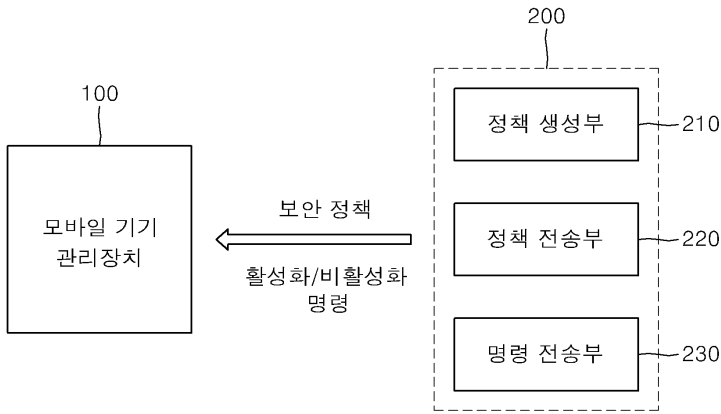 200
100
정책 생성부
210
모바일 기기
관리장치
보안 정책
정책 전송부
220
활성화/비활성화
명령
명령 전송부
230